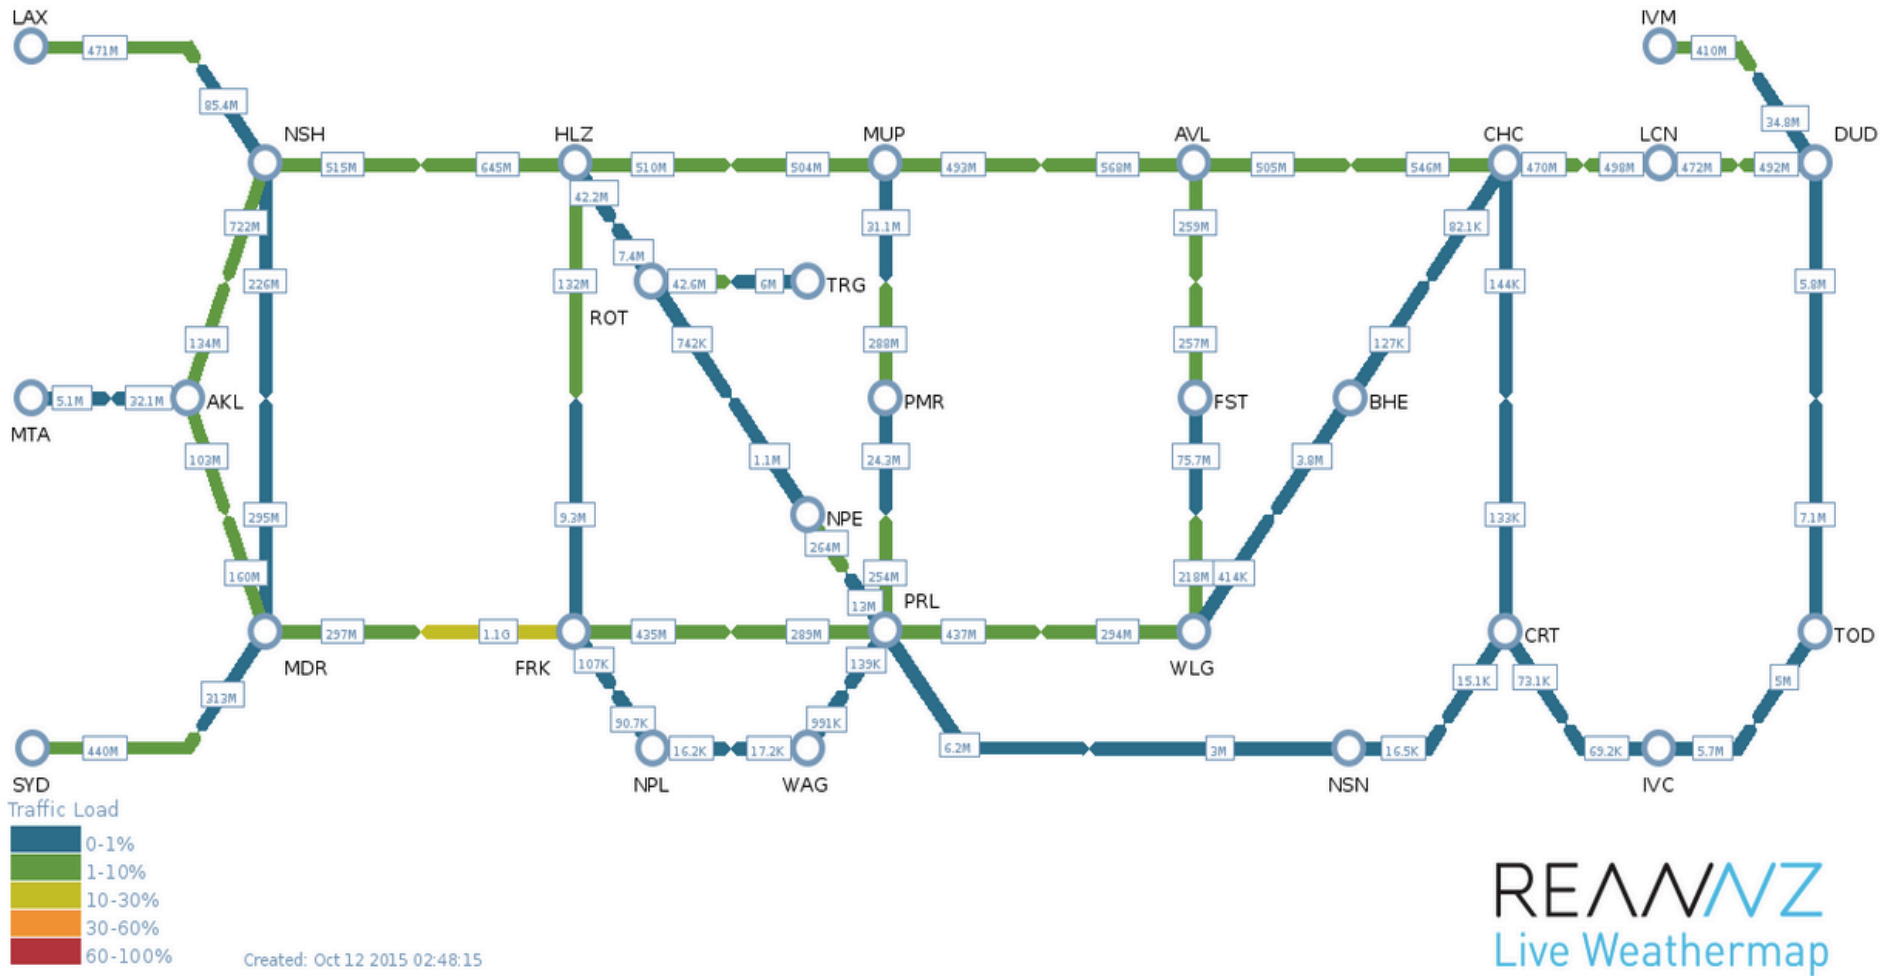 LAX
IVM
471M
410M
85.4M
34.8M
NSH
HLZ
MUP
AVL
CHC
LCN
DUD
515M
645M
510M
504M
493M
568M
505M
546M
470M
498M
472M
492M
42.2M
722M
31.1M
259M
82.1K
7.4M
226M
132M
42.6M
6M
TRG
144K
5.8M
ROT
134M
742K
288M
257M
127K
5.1M
32.1M
AKL
PMR
FST
BHE
MTA
103M
1.1M
24.3M
75.7M
3.8M
295M
9.3M
NPE
133K
7.1M
264M
160M
254M
218M
414K
13M
PRL
297M
1.1G
435M
289M
437M
294M
CRT
TOD
MDR
FRK
107K
139K
WLG
15.1K
73.1K
5M
313M
90.7K
991K
440M
16.2K
17.2K
6.2M
3M
16.5K
69.2K
5.7M
SYD
NPL
WAG
NSN
IVC
Traffic Load
0-1%
1-10%
10-30%
30-60%
60-100%
Created: Oct 12 2015 02:48:15
REANNZ
Live Weathermap